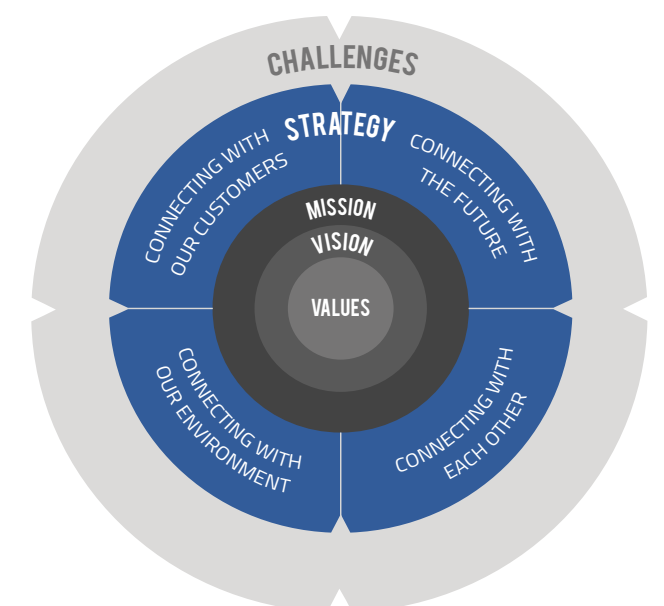 CHALLENGES
STRATEGY
CONNECTING WITH
OUR CUSTOMERS
CONNECTING WITH
THE FUTURE
MISSION
VISION
VALUES
CONNECTING WITH
OUR ENVIRONMENT
CONNECTING WITH
EACH OTHER